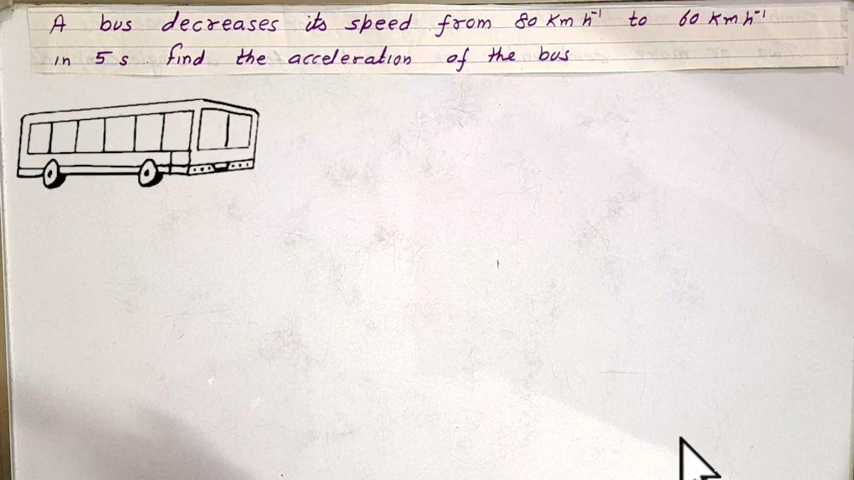 A bus decreases its speed from 80 Km h⁻¹ to 60 Km h⁻¹
in 5 s find the acceleration of the bus